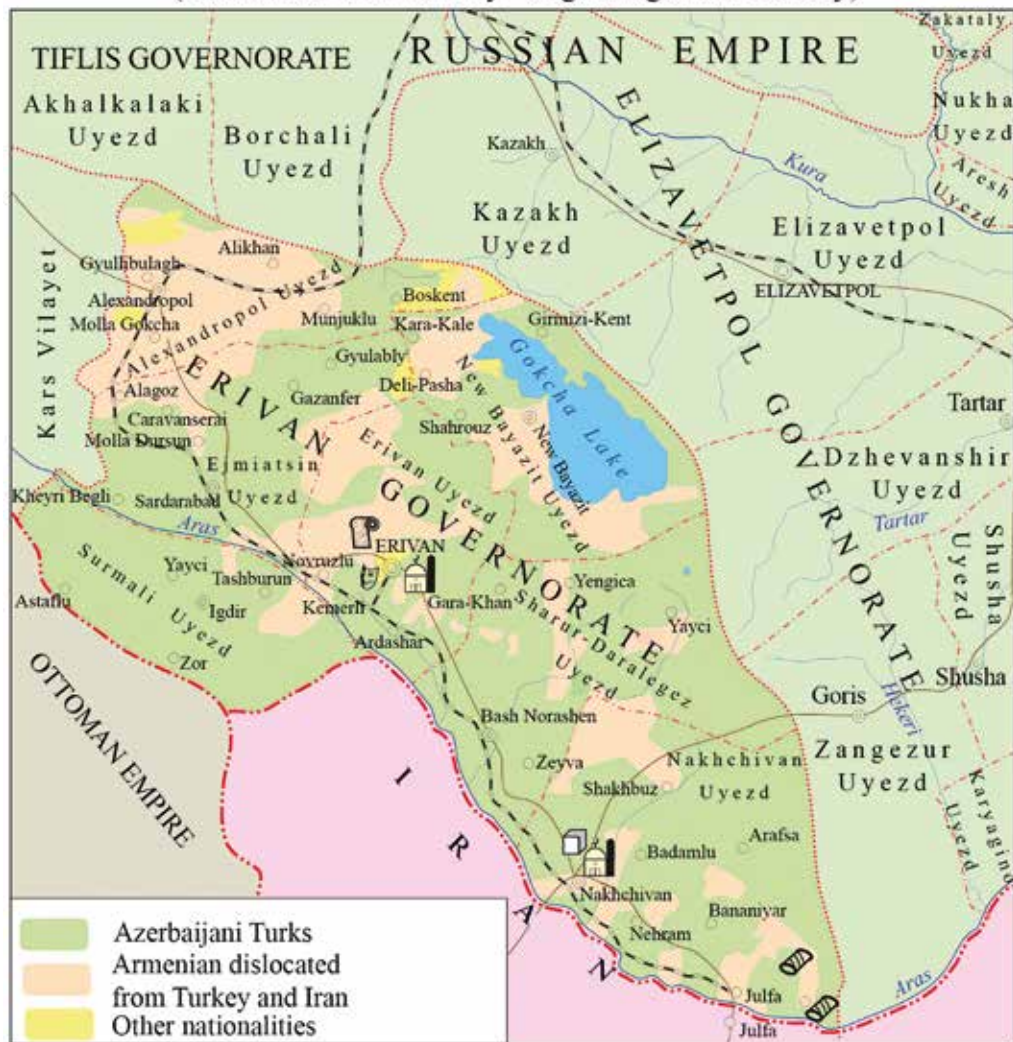 TIFLIS GOVERNORATE
RUSSIAN EMPIRE
Zakataly
Uyezd
Akhalkalaki
Uyezd
Borchali
Uyezd
Nukha
Uyezd
Aresh
Uyezd
Kazakh
Kura
Kazakh
Uyezd
ELIZAVETPOL GOVERNORATE
Elizavetpol
Uyezd
ELIZAVETPOL
Kars Vilayet
Alikhan
Gyullibulagh
Alexandropol
Molla Gokcha
Alexandropol Uyezd
Boskent
Munjuklu
Kara-Kale
Girmizi-Kent
Gyulably
Deli-Pasha
Gokcha Lake
ERIVAN GOVERNORATE
Alagoz
Gazanfer
New Bayazit Uyezd
Caravanserai
Shahrouz
New Bayazit
Molla Dursun
Erivan Uyezd
Ejmiatsin
Uyezd
Tartar
Dzhevanshir
Uyezd
Tartar
Kheyri Begli
Sardarabad
Aras
Shusha
Uyezd
Surmali Uyezd
Yayci
Novruzlu
ERIVAN
Tashburun
Yengica
Astaflu
Igdir
Kemerli
Gara-Khan
Sharur-Daralegez
Uyezd
Yayci
Ardashar
Zor
Goris
Shusha
Hekeri
OTTOMAN EMPIRE
Bash Norashen
Zangezur
Uyezd
Zeyva
Nakhchivan
Uyezd
Shakhbuz
Karyagind
Uyezd
IRAN
Badamlu
Arafsa
Nakhchivan
Bananiyar
Nehram
Aras
Julfa
Julfa
Azerbaijani Turks
Armenian dislocated
from Turkey and Iran
Other nationalities